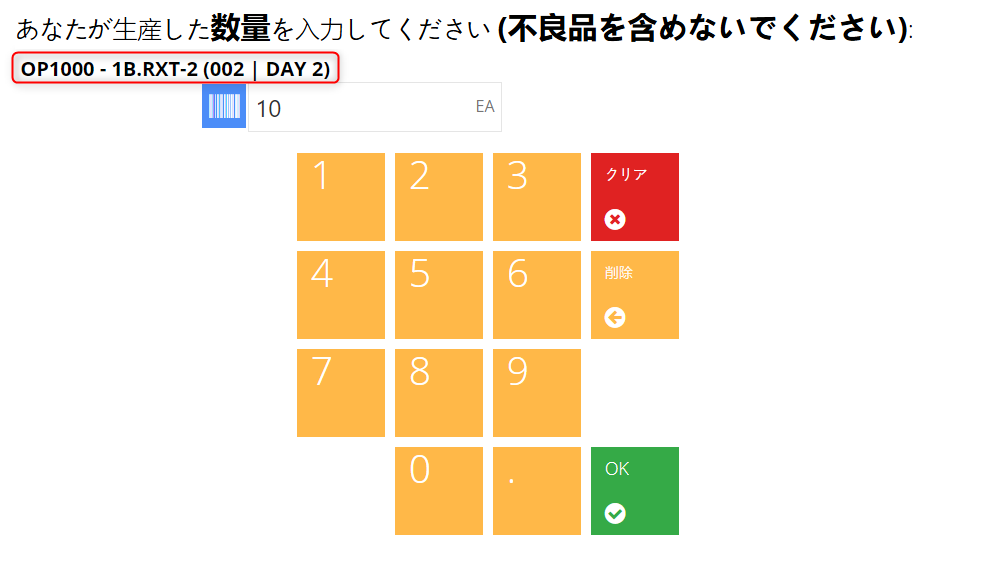 あなたが生産した数量を入力してください (不良品を含めないでください):
OP1000 - 1B.RXT-2 (002 | DAY 2)
10 EA
1 2 3 クリア
4 5 6 削除
7 8 9
0 . OK